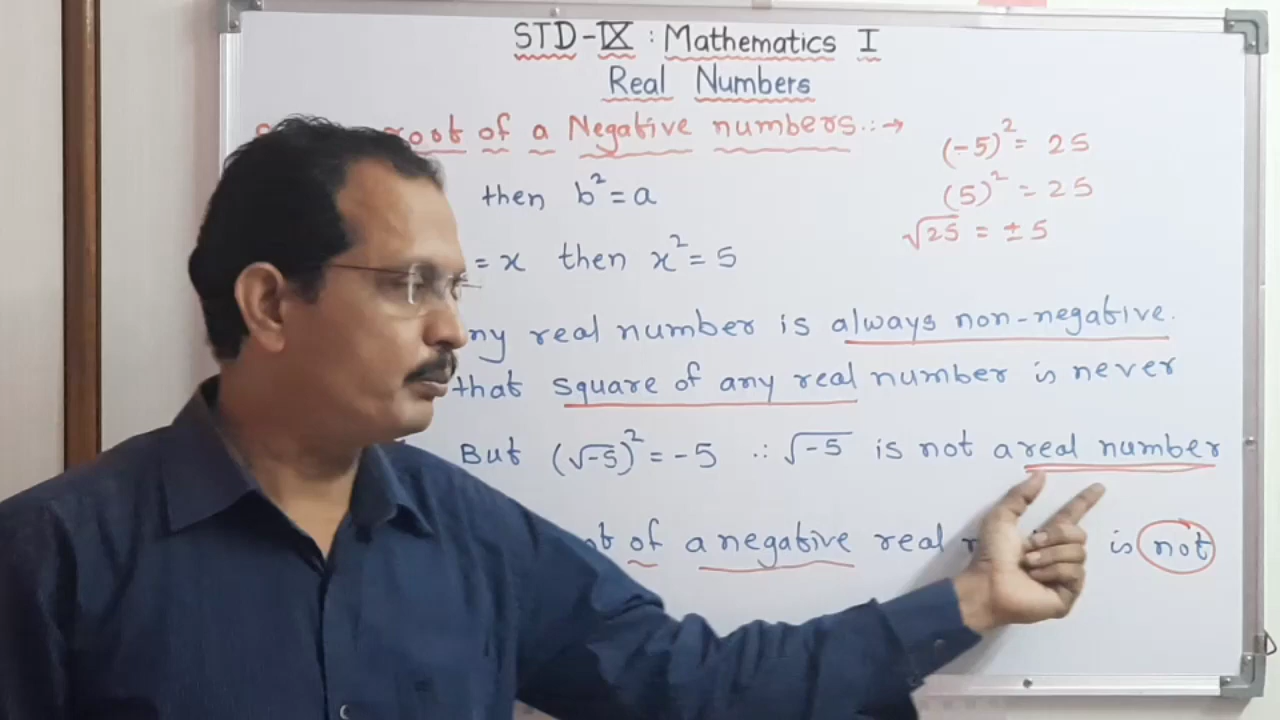 STD-IX : Mathematics I
Real Numbers
root of a Negative numbers.:→
(-5)² = 25
then b² = a
(5)² = 25
√25 = ± 5
= x then x² = 5
ny real number is always non-negative.
that square of any real number is never
But (√-5)² = -5 ∴ √-5 is not a real number
of a negative real is not